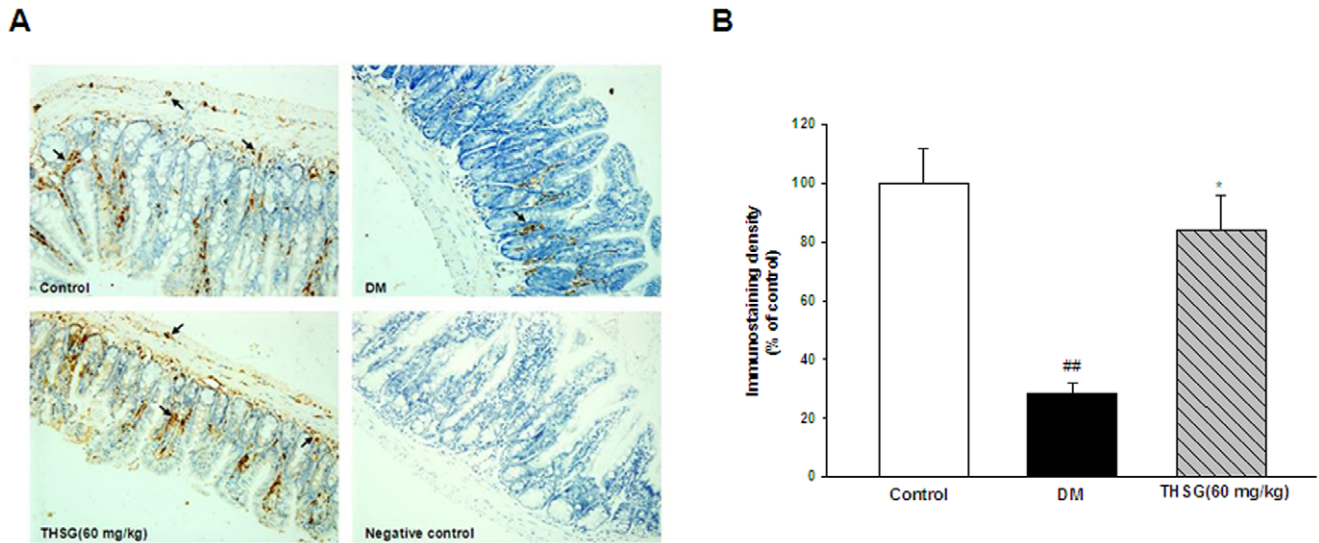 A
Control
DM
THSG(60 mg/kg)
Negative control
B
Immunostaining density
(% of control)
120
100
80
60
40
20
0
##
*
Control
DM
THSG(60 mg/kg)